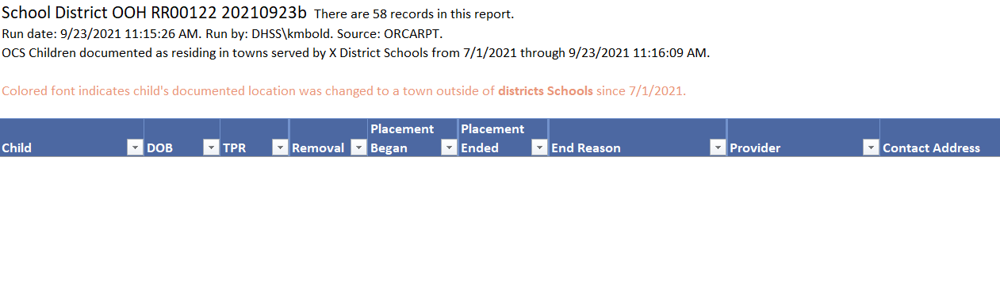 School District OOH RR00122 20210923b There are 58 records in this report.
Run date: 9/23/2021 11:15:26 AM. Run by: DHSS\kmbold. Source: ORCARPT.
OCS Children documented as residing in towns served by X District Schools from 7/1/2021 through 9/23/2021 11:16:09 AM.
Colored font indicates child's documented location was changed to a town outside of districts Schools since 7/1/2021.
Child DOB TPR Removal Placement Began Placement Ended End Reason Provider Contact Address